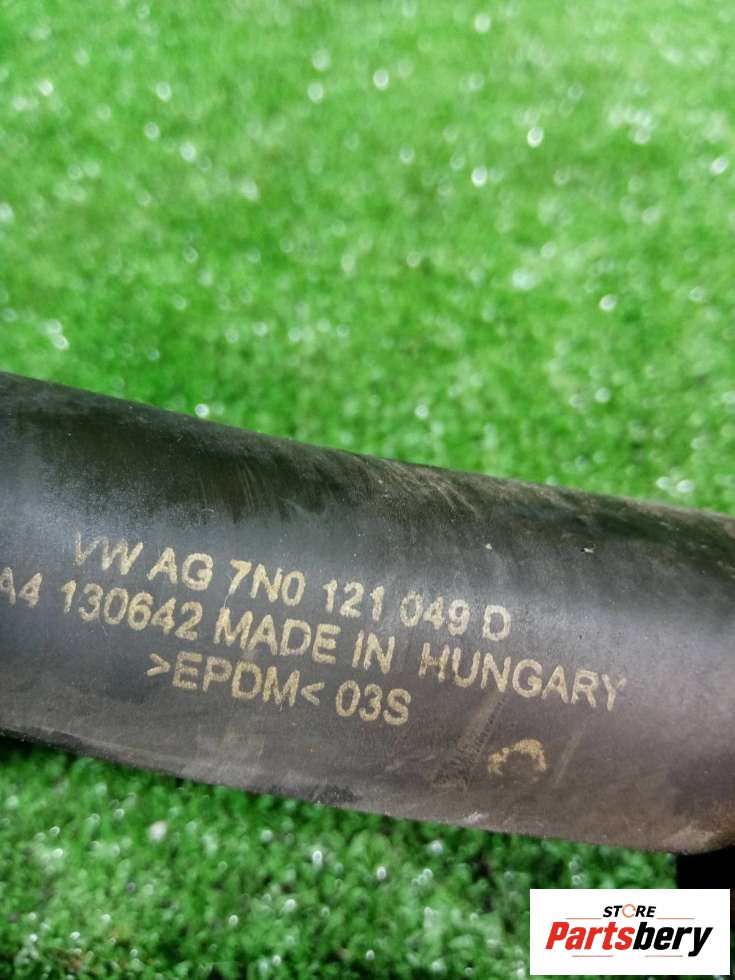 VW AG 7N0 121 049 D
A4 130642 MADE IN HUNGARY
>EPDM< 03S
STORE
Partsbery